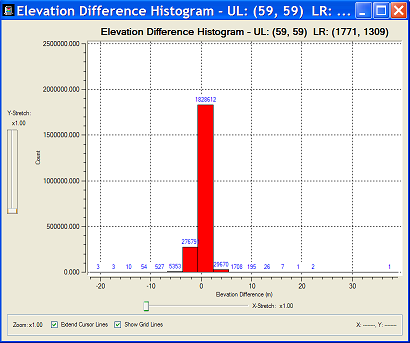 Elevation Difference Histogram - UL: (59, 59)  LR: ...
Elevation Difference Histogram - UL: (59, 59)  LR: (1771, 1309)
Y-Stretch:
x1.00
Count
2500000.000
2000000.000
1500000.000
1000000.000
500000.000
0.000
1828612
3 3 10 54 527 5353 29670 1708 195 26 7 1 2 1
-20 -10 0 10 20 30
Elevation Difference (m)
X-Stretch: x1.00
Zoom: x1.00 Extend Cursor Lines Show Grid Lines X: -----, Y: -----